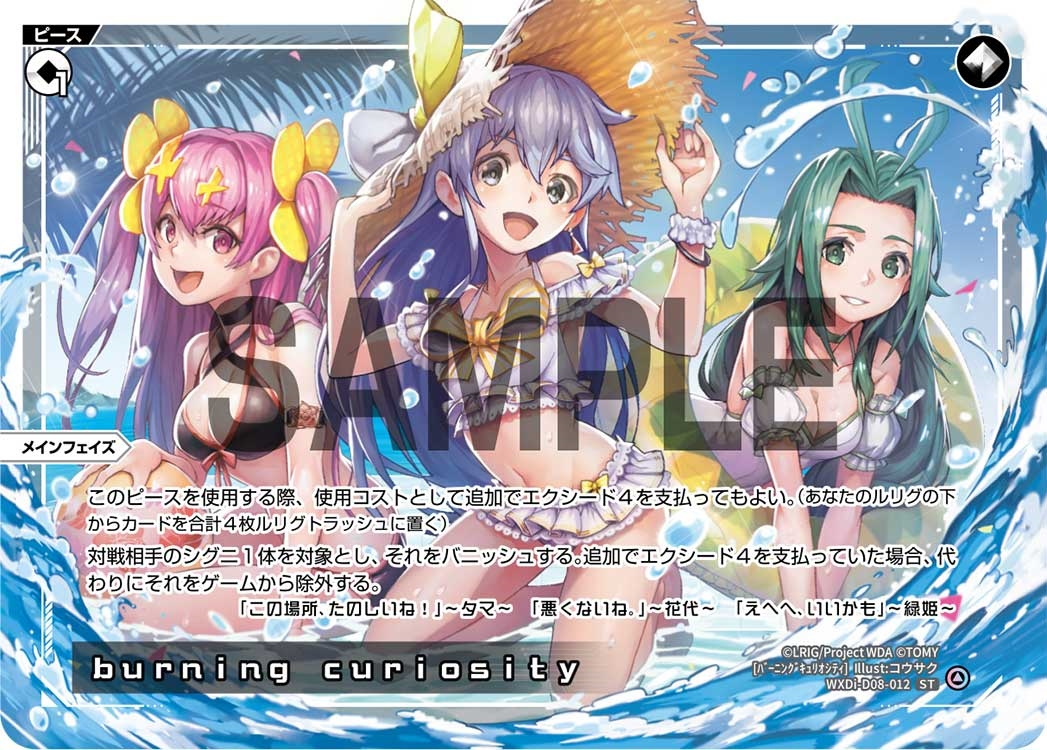 ピース
1
SAMPLE
メインフェイズ
このピースを使用する際、使用コストとして追加でエクシード４を支払ってもよい。（あなたのルリグの下
からカードを合計４枚ルリグトラッシュに置く）
対戦相手のシグニ１体を対象とし、それをバニッシュする。追加でエクシード４を支払っていた場合、代
わりにそれをゲームから除外する。
「この場所、たのしいね！」～タマ～ 「悪くないね。」～花代～ 「えへへ、いいかも」～緑姫～
burning curiosity
©LRIG/Project WDA ©TOMY
[ﾊﾞｰﾆﾝｸﾞ・ｷｭﾘｵｼﾃｨ] Illust:コウサク
WXDi-D08-012 ST